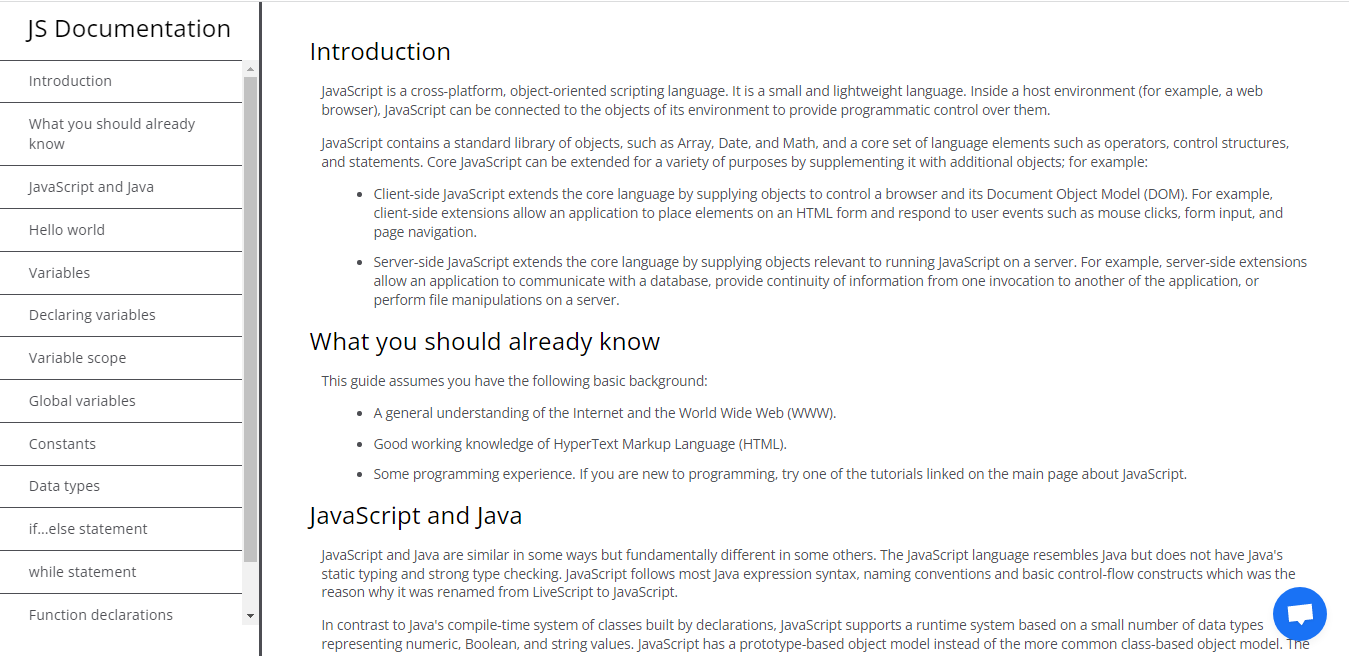 JS Documentation
Introduction
What you should already
know
JavaScript and Java
Hello world
Variables
Declaring variables
Variable scope
Global variables
Constants
Data types
if...else statement
while statement
Function declarations
Introduction
JavaScript is a cross-platform, object-oriented scripting language. It is a small and lightweight language. Inside a host environment (for example, a web
browser), JavaScript can be connected to the objects of its environment to provide programmatic control over them.
JavaScript contains a standard library of objects, such as Array, Date, and Math, and a core set of language elements such as operators, control structures,
and statements. Core JavaScript can be extended for a variety of purposes by supplementing it with additional objects; for example:
• Client-side JavaScript extends the core language by supplying objects to control a browser and its Document Object Model (DOM). For example,
client-side extensions allow an application to place elements on an HTML form and respond to user events such as mouse clicks, form input, and
page navigation.
• Server-side JavaScript extends the core language by supplying objects relevant to running JavaScript on a server. For example, server-side extensions
allow an application to communicate with a database, provide continuity of information from one invocation to another of the application, or
perform file manipulations on a server.
What you should already know
This guide assumes you have the following basic background:
• A general understanding of the Internet and the World Wide Web (WWW).
• Good working knowledge of HyperText Markup Language (HTML).
• Some programming experience. If you are new to programming, try one of the tutorials linked on the main page about JavaScript.
JavaScript and Java
JavaScript and Java are similar in some ways but fundamentally different in some others. The JavaScript language resembles Java but does not have Java's
static typing and strong type checking. JavaScript follows most Java expression syntax, naming conventions and basic control-flow constructs which was the
reason why it was renamed from LiveScript to JavaScript.
In contrast to Java's compile-time system of classes built by declarations, JavaScript supports a runtime system based on a small number of data types
representing numeric, Boolean, and string values. JavaScript has a prototype-based object model instead of the more common class-based object model. The